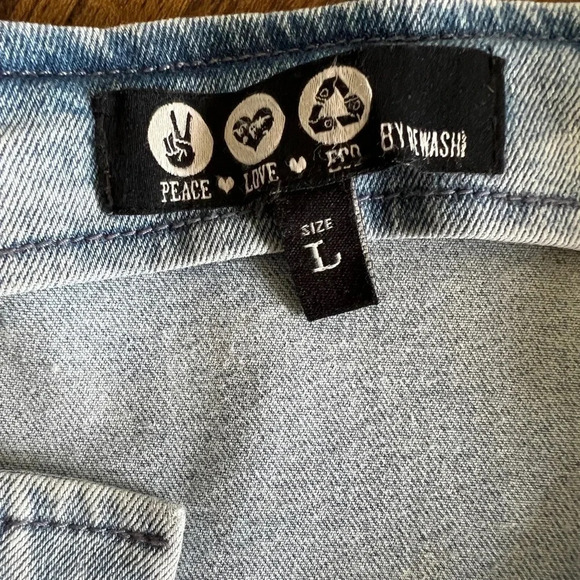 PEACE ♥ LOVE ♥ ECO BY REWASH
SIZE
L